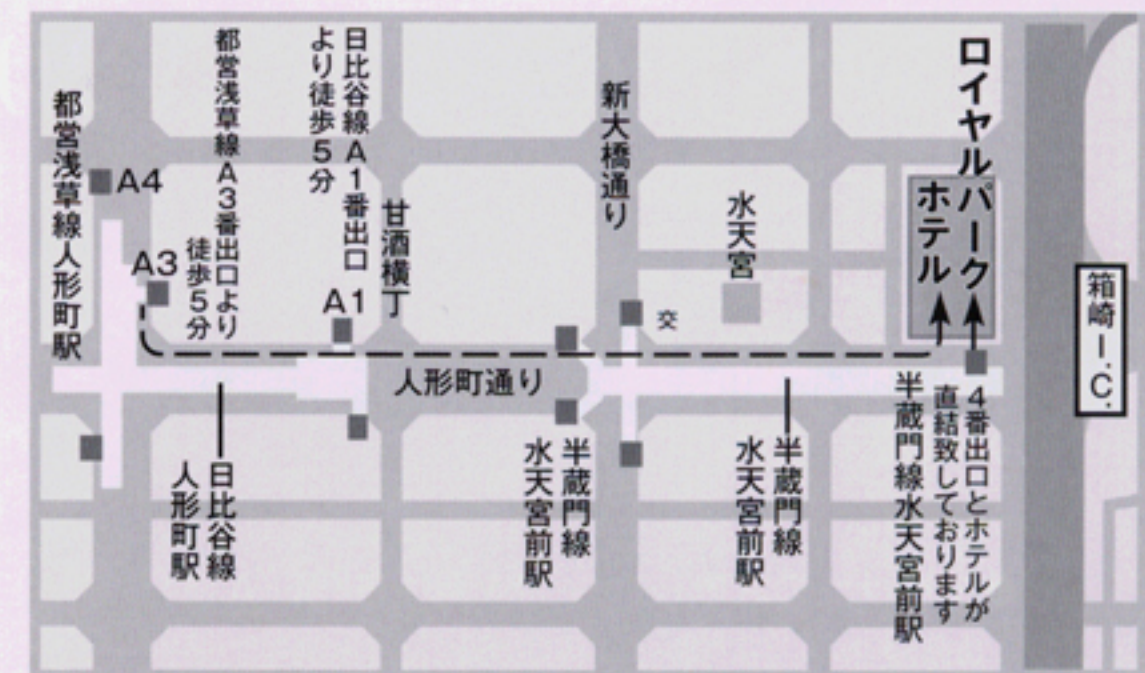 都営浅草線人形町駅
A4
A3
都営浅草線A3番出口より
徒歩5分
日比谷線A1番出口
より徒歩5分
A1
甘酒横丁
人形町通り
新大橋通り
交
水天宮
ロイヤルパーク
ホテル
箱崎I.C.
日比谷線
人形町駅
半蔵門線
水天宮前駅
半蔵門線
水天宮前駅
4番出口とホテルが
直結致しております
半蔵門線水天宮前駅